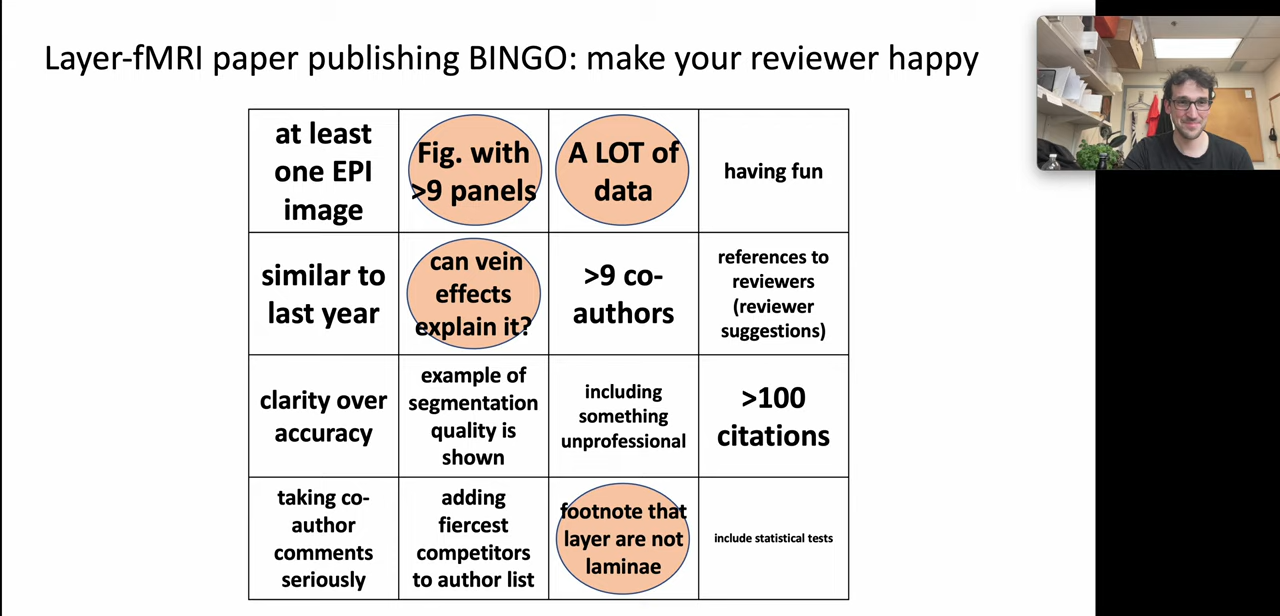 Layer-fMRI paper publishing BINGO: make your reviewer happy
at least
one EPI
image
Fig. with
>9 panels
A LOT of
data
having fun
similar to
last year
can vein
effects
explain it?
>9 co-
authors
references to
reviewers
(reviewer
suggestions)
clarity over
accuracy
example of
segmentation
quality is
shown
including
something
unprofessional
>100
citations
taking co-
author
comments
seriously
adding
fiercest
competitors
to author list
footnote that
layer are not
laminae
include statistical tests